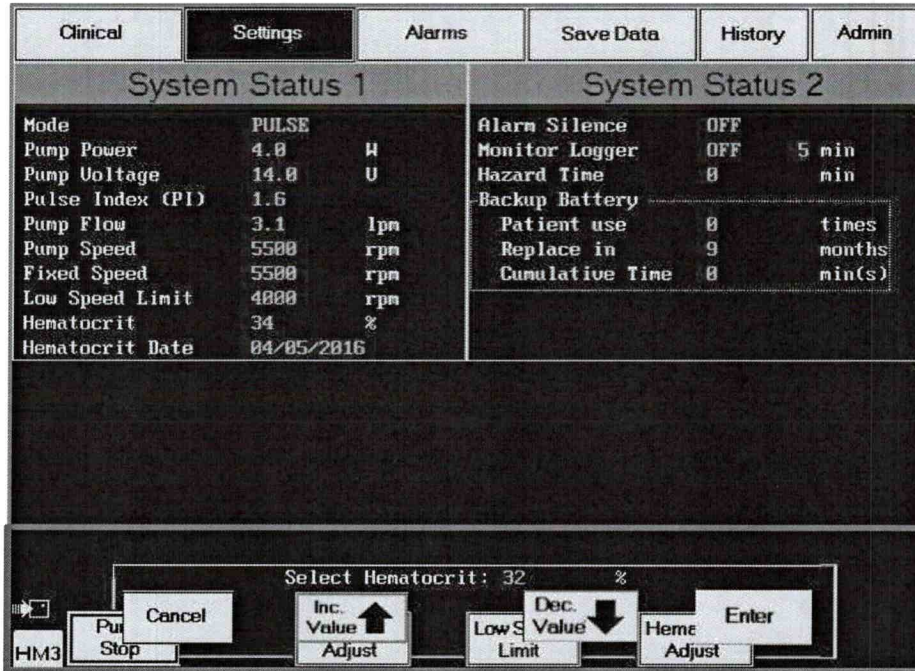 Clinical Settings Alarms Save Data History Admin
System Status 1
Mode PULSE
Pump Power 4.0 W
Pump Voltage 14.0 V
Pulse Index (PI) 1.6
Pump Flow 3.1 lpm
Pump Speed 5500 rpm
Fixed Speed 5500 rpm
Low Speed Limit 4000 rpm
Hematocrit 34 %
Hematocrit Date 04/05/2016
System Status 2
Alarm Silence OFF
Monitor Logger OFF 5 min
Hazard Time 0 min
Backup Battery
Patient use 0 times
Replace in 9 months
Cumulative Time 0 min(s)
Select Hematocrit: 32 %
Cancel
Inc.
Value
Dec.
Value
Enter
HM3
Pu
Stop
Adjust
Low S
Limit
Hema
Adjust